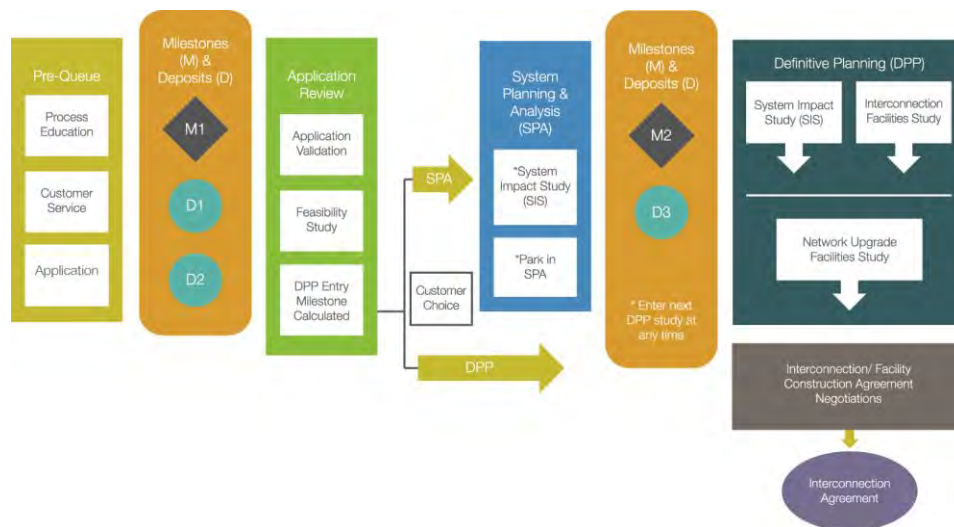 Pre-Queue
Process
Education
Customer
Service
Application
Milestones
(M) &
Deposits (D)
M1
D1
D2
Application
Review
Application
Validation
Feasibility
Study
DPP Entry
Milestone
Calculated
SPA
Customer
Choice
DPP
System
Planning &
Analysis
(SPA)
*System
Impact Study
(SIS)
*Park in
SPA
Milestones
(M) &
Deposits (D)
M2
D3
* Enter next
DPP study at
any time
Definitive Planning (DPP)
System Impact
Study (SIS)
Interconnection
Facilities Study
Network Upgrade
Facilities Study
Interconnection/ Facility
Construction Agreement
Negotiations
Interconnection
Agreement